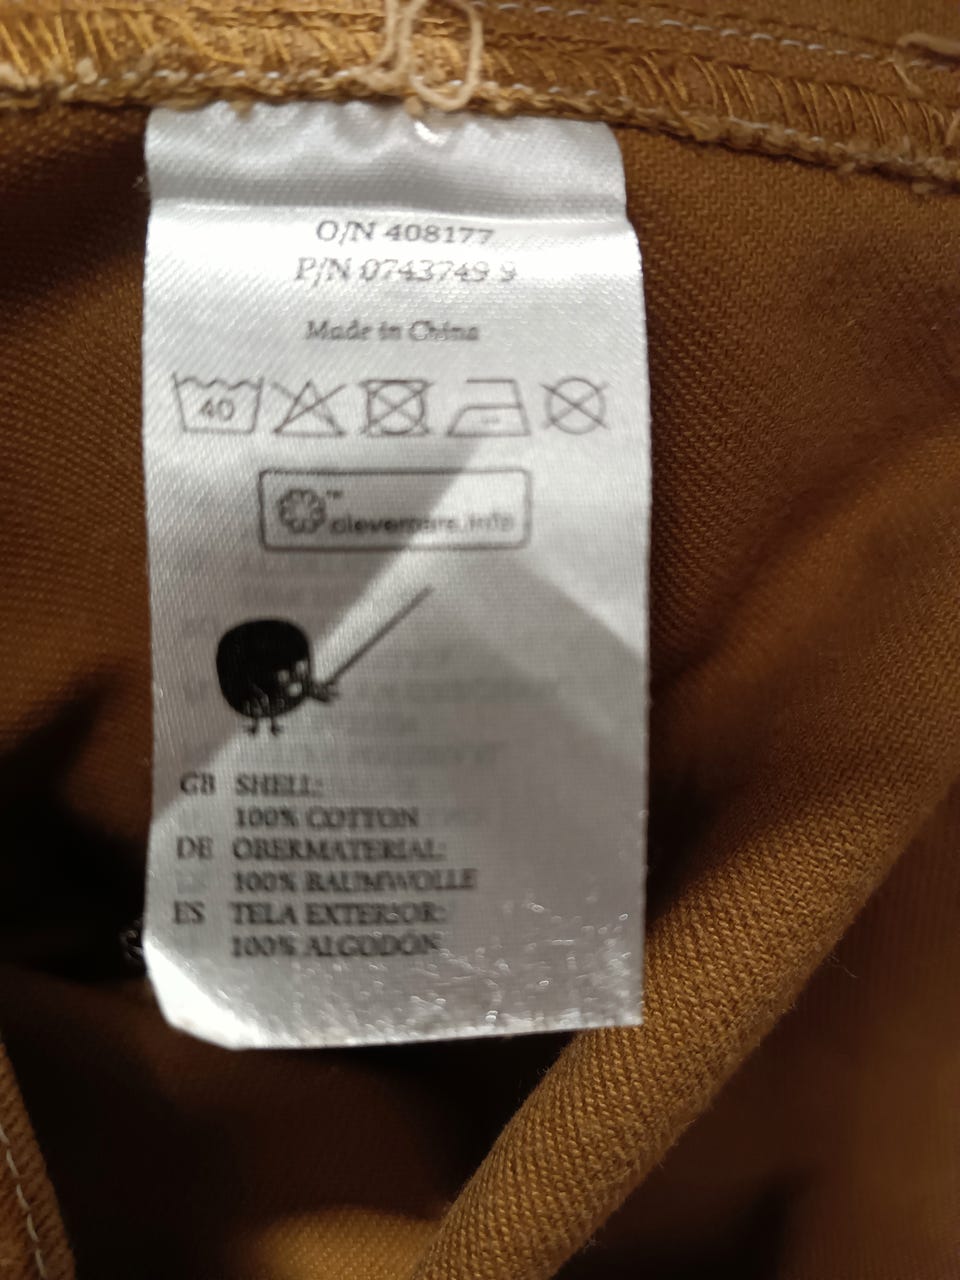 O/N 408177
P/N 0743749 9
Made in China
40
clevercare.info
GB SHELL:
100% COTTON
DE OBERMATERIAL:
100% BAUMWOLLE
ES TELA EXTERIOR:
100% ALGODÓN